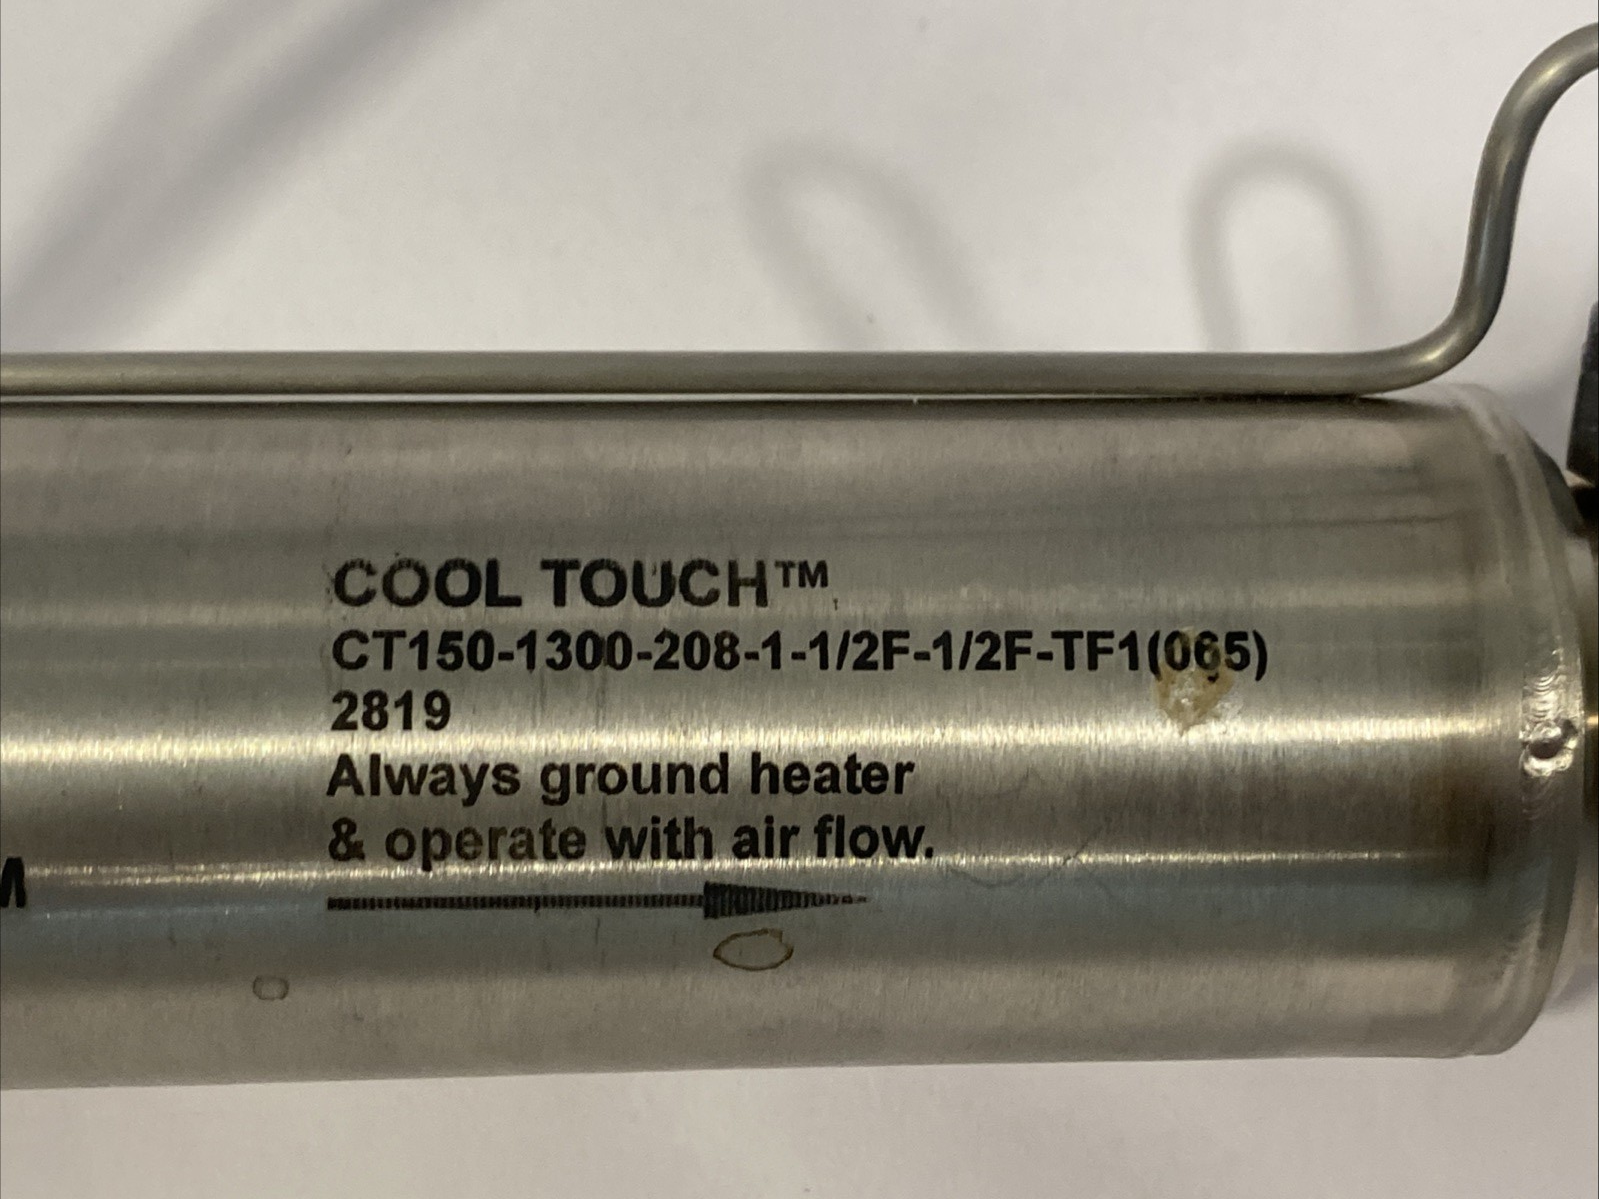 COOL TOUCH™
CT150-1300-208-1-1/2F-1/2F-TF1(065)
2819
Always ground heater
& operate with air flow.
M